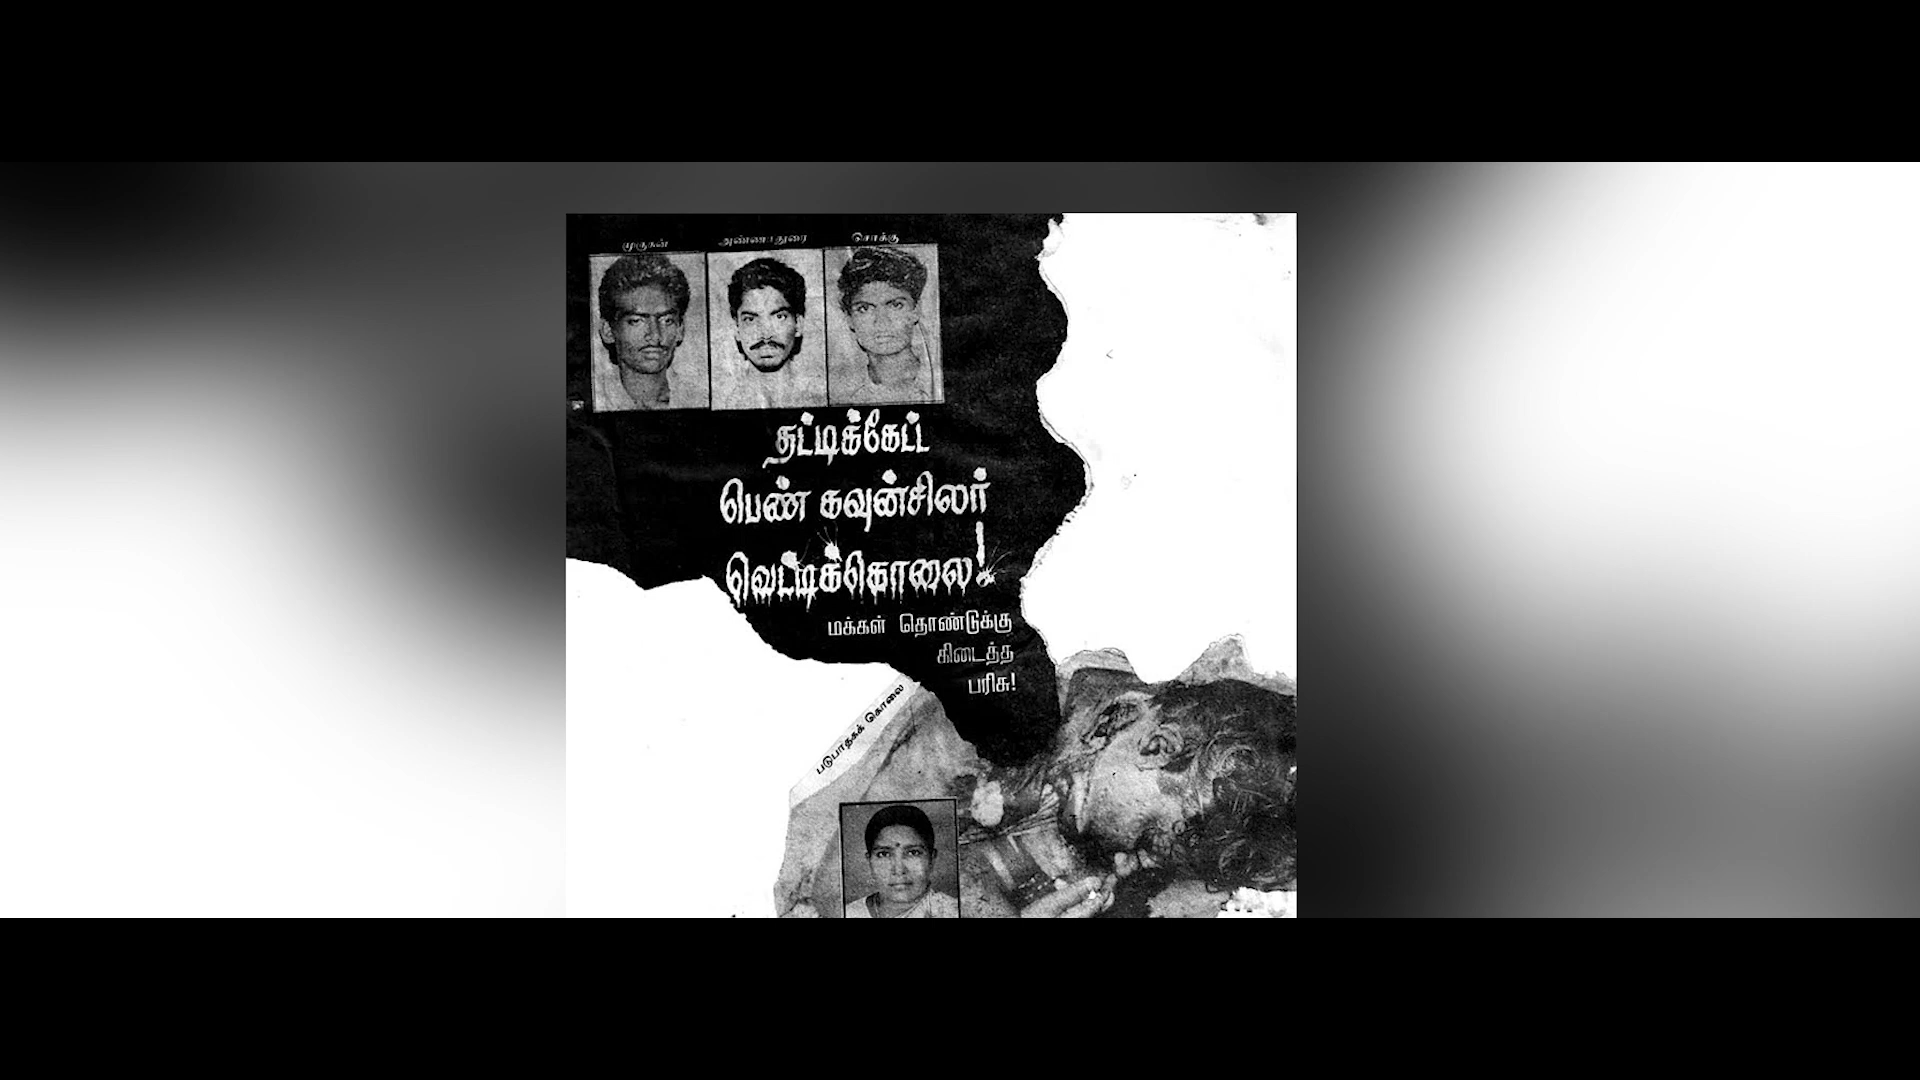 முருகன் அண்ணாதுரை சொக்கு
தட்டிக்கேட்ட
பெண் கவுன்சிலர்
வெட்டிக்கொலை!
மக்கள் தொண்டுக்கு
கிடைத்த
பரிசு!
படுபாதகக் கொலை